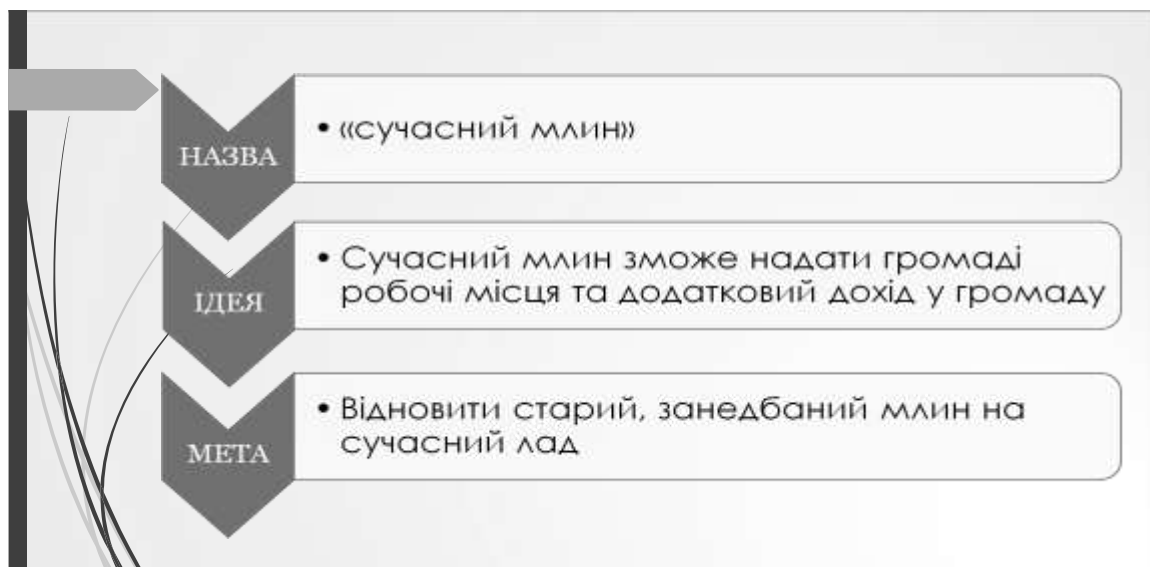 НАЗВА
• «сучасний млин»
ІДЕЯ
• Сучасний млин зможе надати громаді
робочі місця та додатковий дохід у громаду
МЕТА
• Відновити старий, занедбаний млин на
сучасний лад